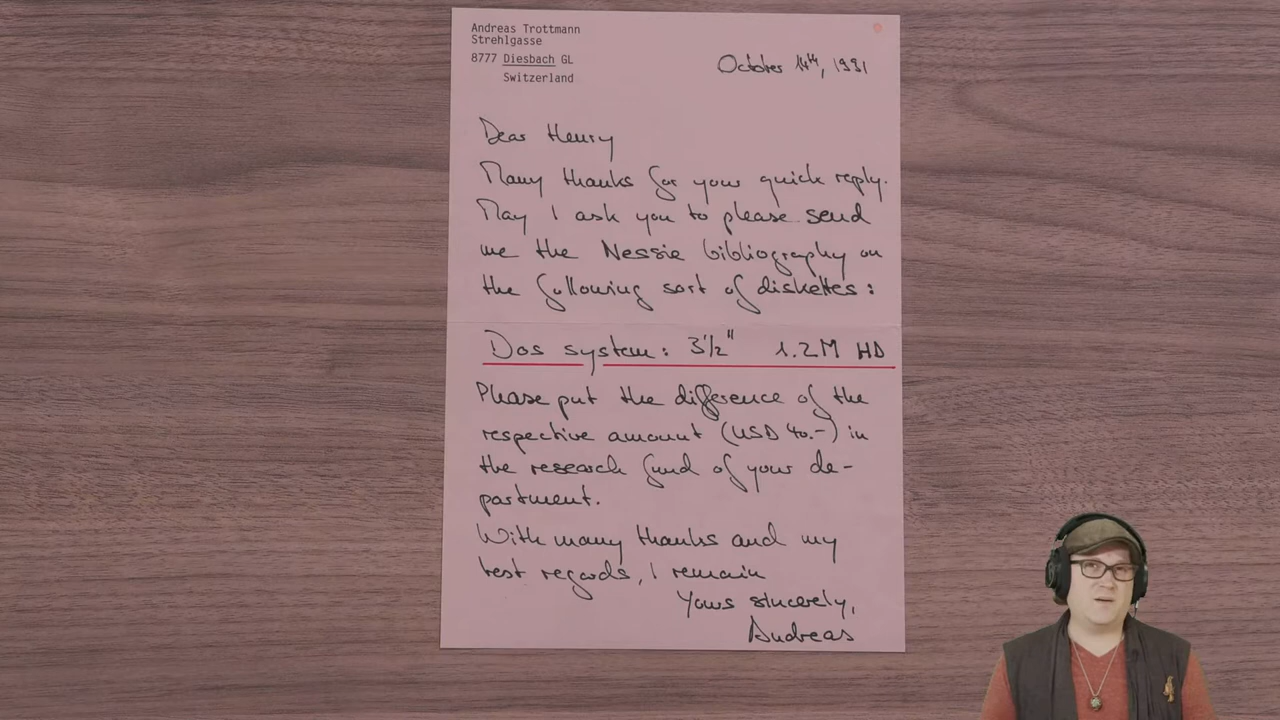 Andreas Trottmann
Strehlgasse
8777 Diesbach GL
Switzerland
October 14th, 1991
Dear Henry
Many thanks for your quick reply.
May I ask you to please send
me the Nessie bibliography on
the following sort of diskettes:
Dos system: 3½" 1.2M HD
Please put the difference of the
respective amount (USD 40.-) in
the research fund of your de-
partment.
With many thanks and my
best regards, I remain
Yours sincerely,
Andreas